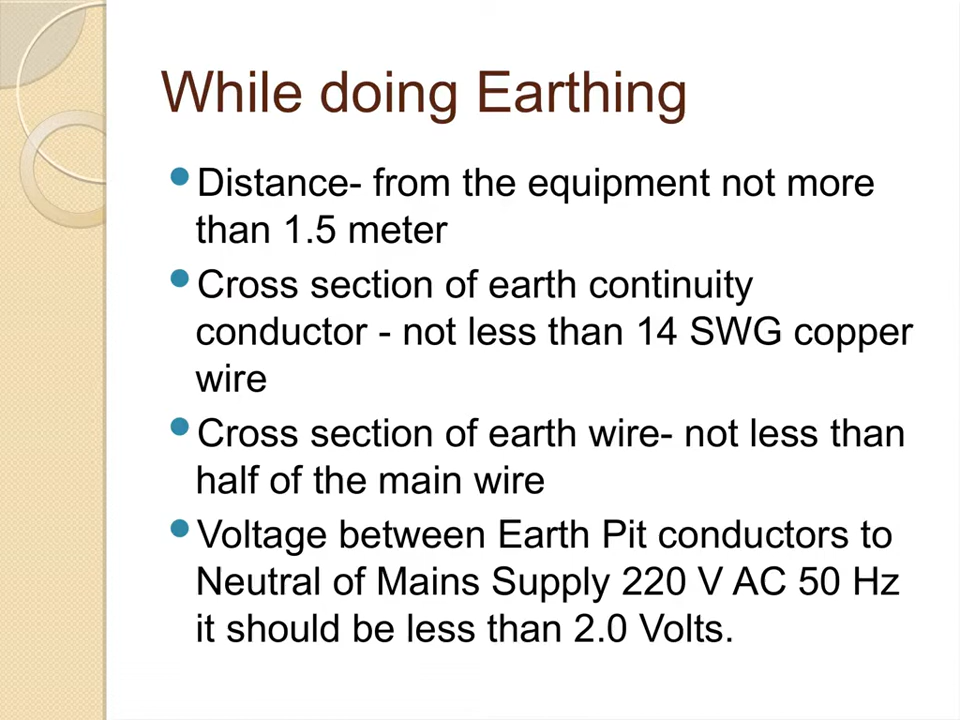 While doing Earthing
Distance- from the equipment not more
than 1.5 meter
Cross section of earth continuity
conductor - not less than 14 SWG copper
wire
Cross section of earth wire- not less than
half of the main wire
Voltage between Earth Pit conductors to
Neutral of Mains Supply 220 V AC 50 Hz
it should be less than 2.0 Volts.